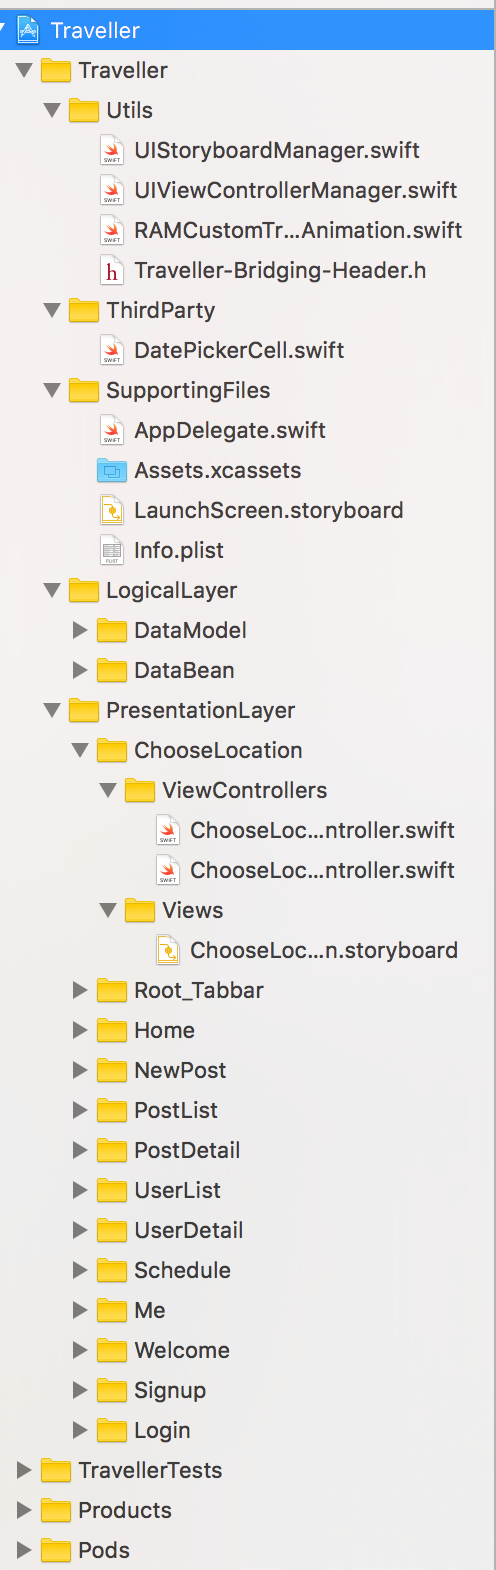 Traveller
Traveller
Utils
UIStoryboardManager.swift
UIViewControllerManager.swift
RAMCustomTr...Animation.swift
Traveller-Bridging-Header.h
ThirdParty
DatePickerCell.swift
SupportingFiles
AppDelegate.swift
Assets.xcassets
LaunchScreen.storyboard
Info.plist
LogicalLayer
DataModel
DataBean
PresentationLayer
ChooseLocation
ViewControllers
ChooseLoc...ntroller.swift
ChooseLoc...ntroller.swift
Views
ChooseLoc...n.storyboard
Root_Tabbar
Home
NewPost
PostList
PostDetail
UserList
UserDetail
Schedule
Me
Welcome
Signup
Login
TravellerTests
Products
Pods